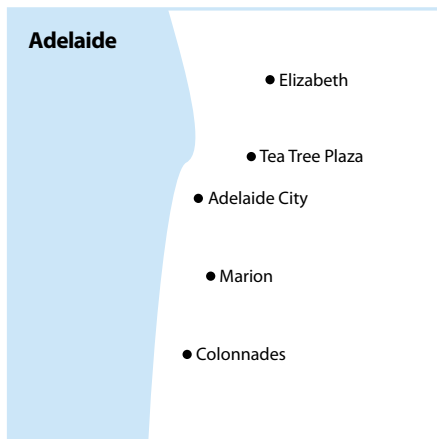 Adelaide
Elizabeth
Tea Tree Plaza
Adelaide City
Marion
Colonnades